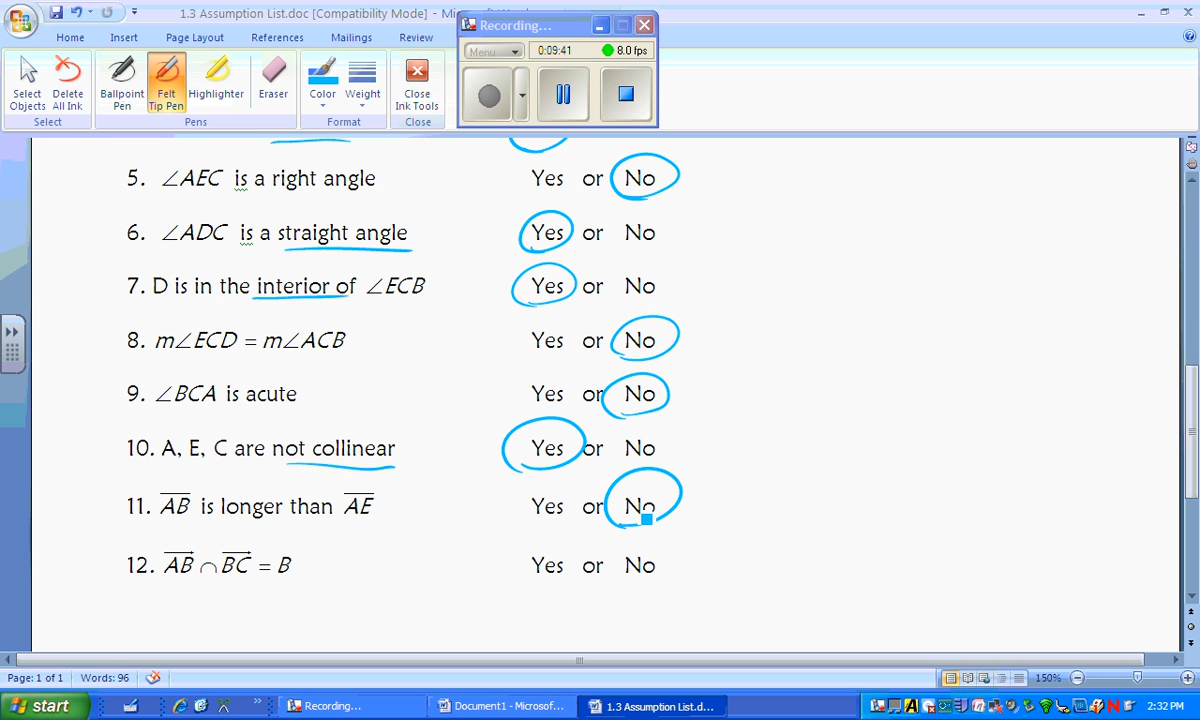 1.3 Assumption List.doc [Compatibility Mode] - Mi
Recording...
Home Insert Page Layout References Mailings Review
Menu 0:09:41 8.0 fps
Select Objects Delete All Ink Ballpoint Pen Felt Tip Pen Highlighter Eraser Color Weight Close Ink Tools
Select Pens Format Close
5. ∠AEC is a right angle Yes or No
6. ∠ADC is a straight angle Yes or No
7. D is in the interior of ∠ECB Yes or No
8. m∠ECD = m∠ACB Yes or No
9. ∠BCA is acute Yes or No
10. A, E, C are not collinear Yes or No
11. AB is longer than AE Yes or No
12. AB ∩ BC = B Yes or No
Page: 1 of 1 Words: 96 150%
start Recording... Document1 - Microsof... 1.3 Assumption List.d... 2:32 PM